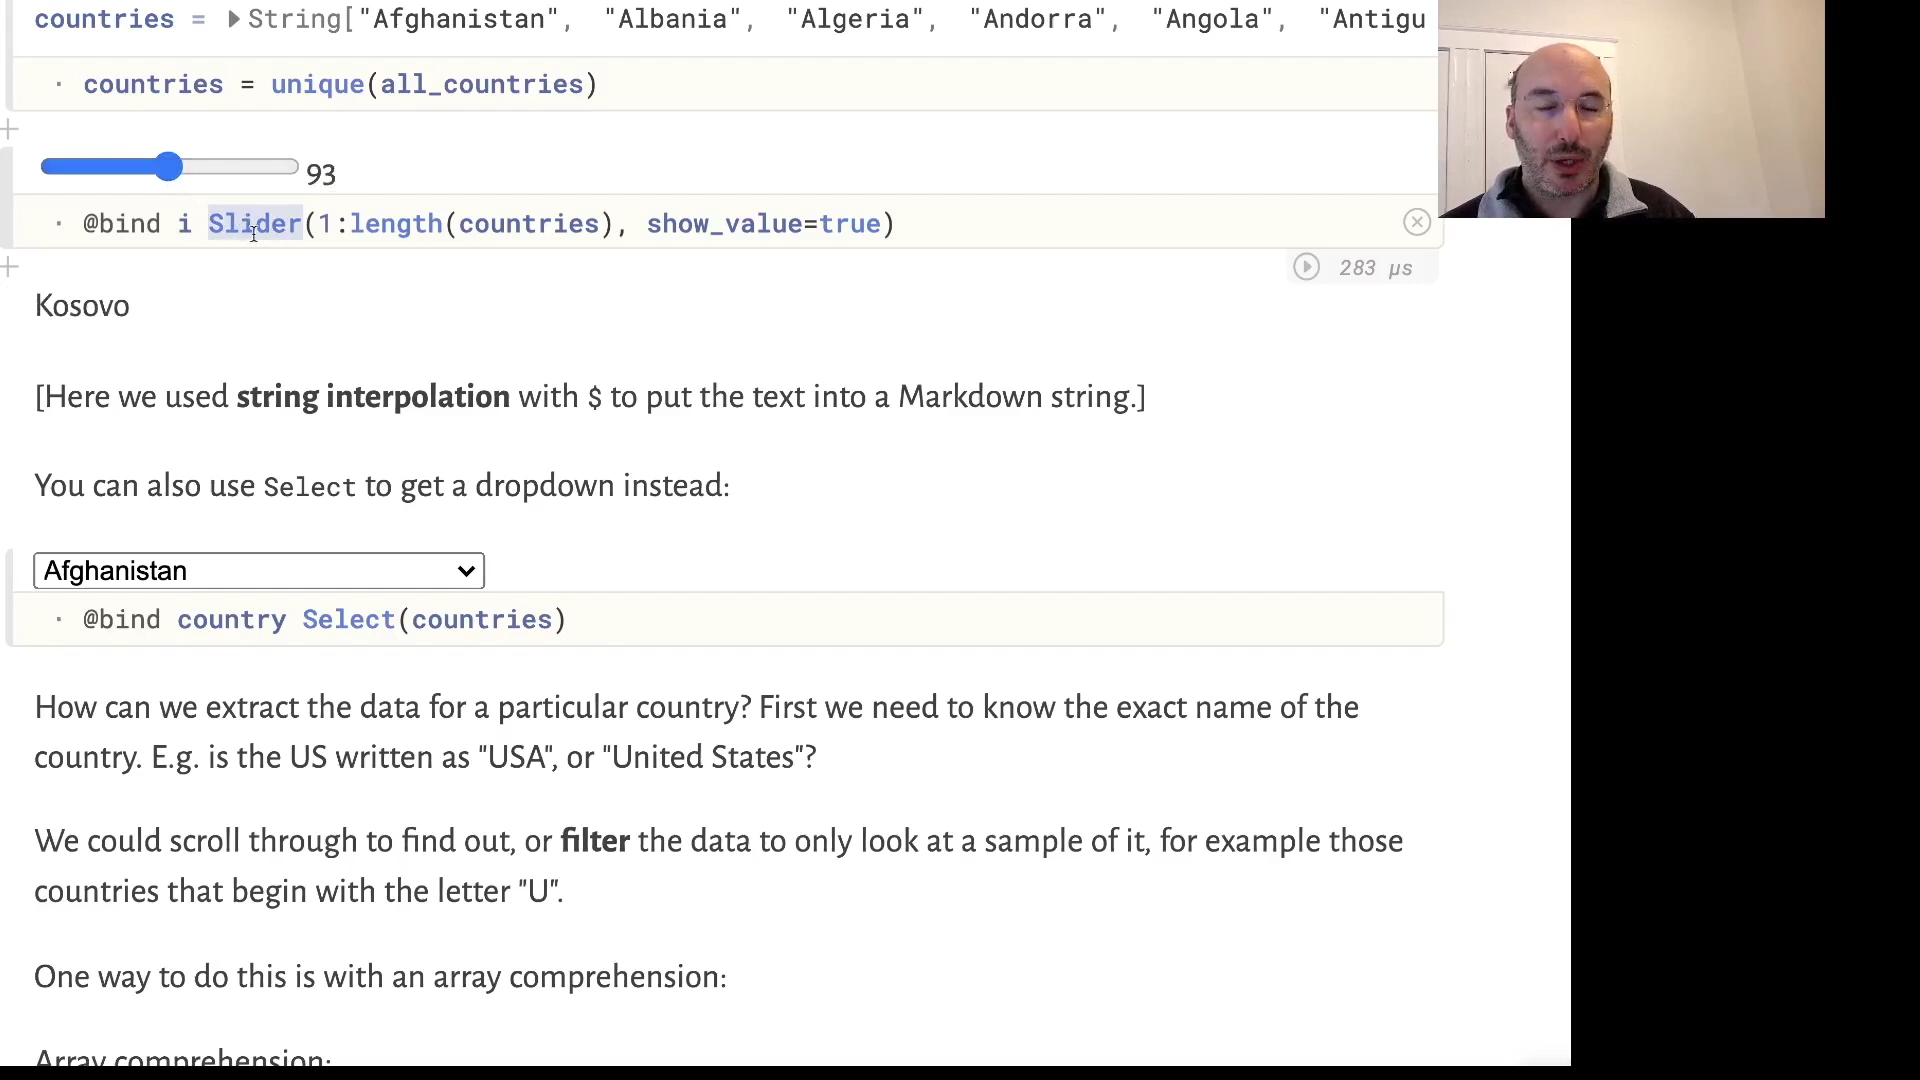 countries = ▶String["Afghanistan", "Albania", "Algeria", "Andorra", "Angola", "Antigu
countries = unique(all_countries)
93
@bind i Slider(1:length(countries), show_value=true)
283 μs
Kosovo
[Here we used string interpolation with $ to put the text into a Markdown string.]
You can also use Select to get a dropdown instead:
Afghanistan
@bind country Select(countries)
How can we extract the data for a particular country? First we need to know the exact name of the
country. E.g. is the US written as "USA", or "United States"?
We could scroll through to find out, or filter the data to only look at a sample of it, for example those
countries that begin with the letter "U".
One way to do this is with an array comprehension:
Array comprehension: